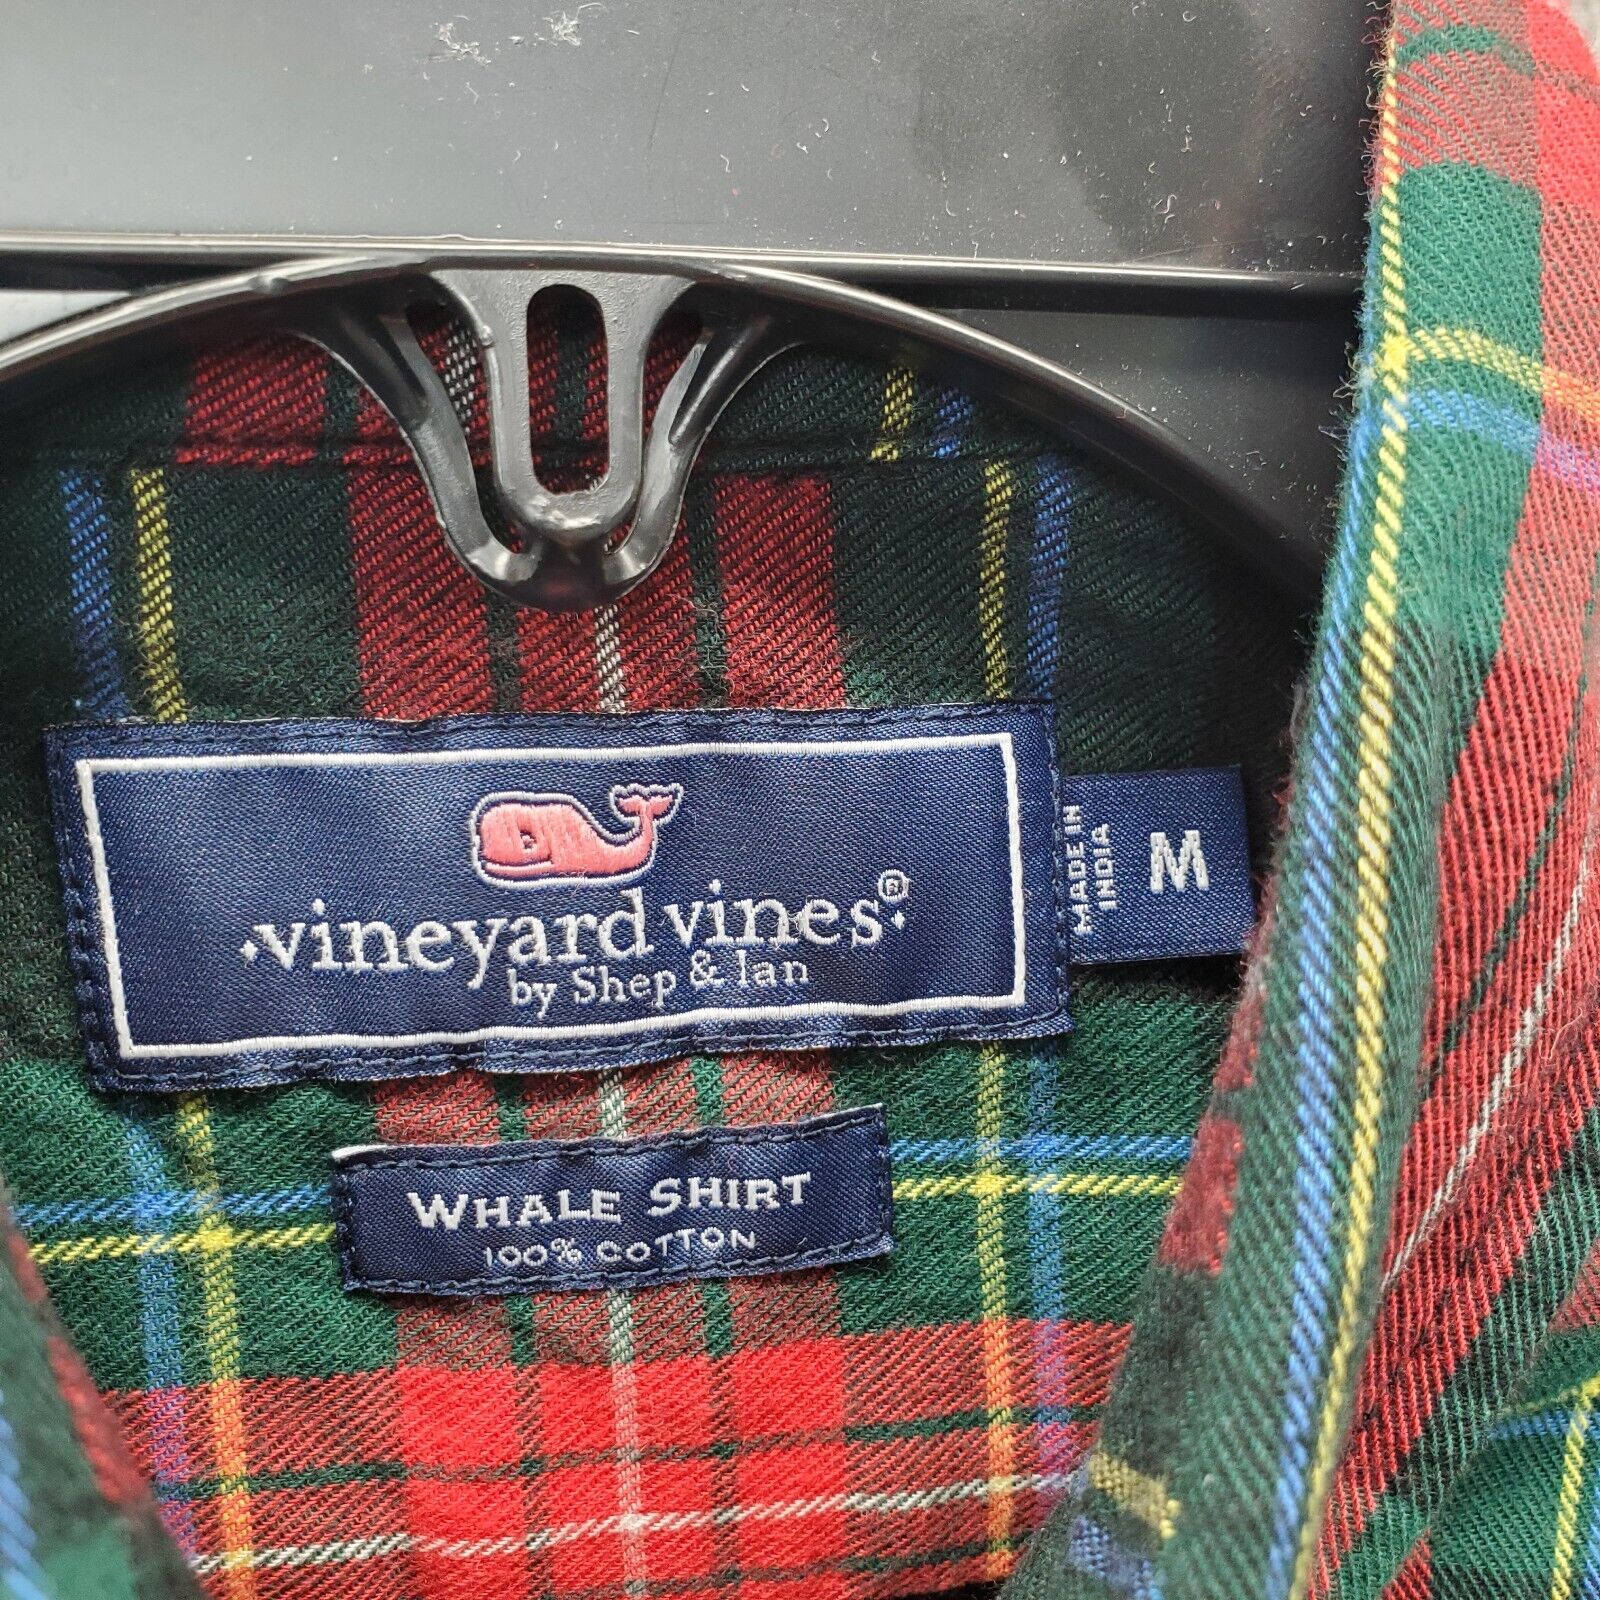 vineyard vines®
by Shep & Ian
MADE IN
INDIA
M
WHALE SHIRT
100% COTTON